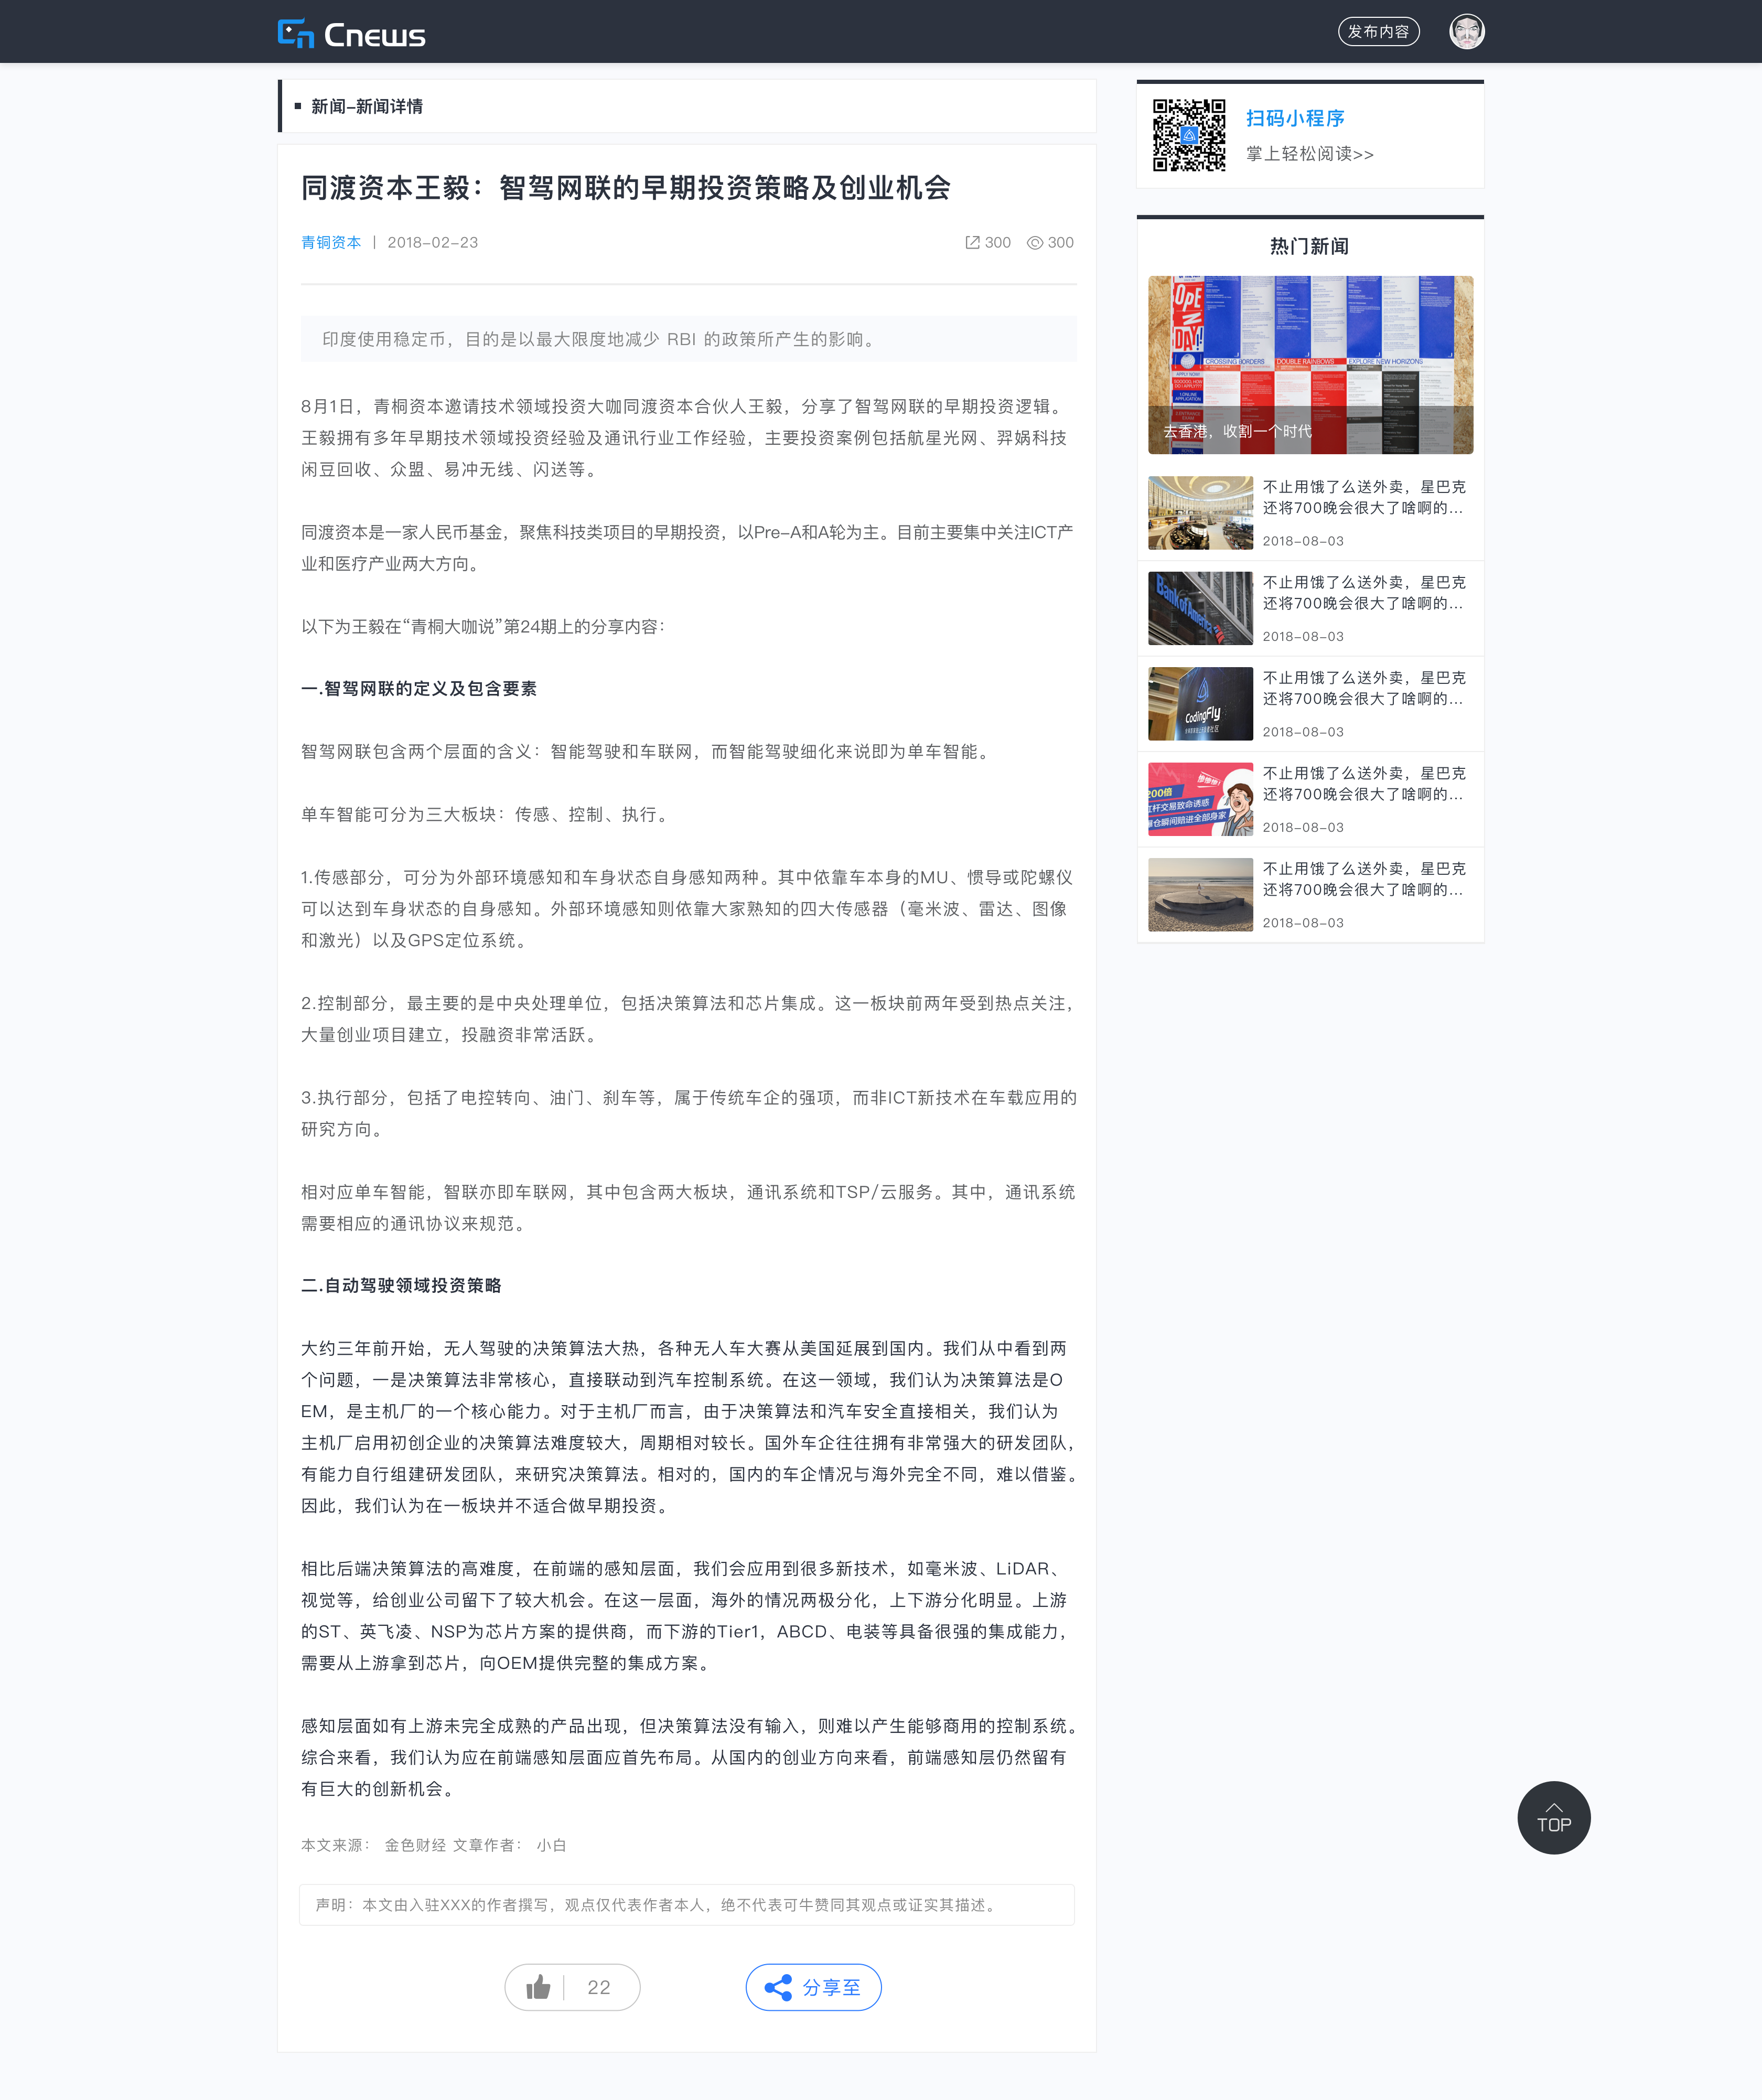 Cnews
发布内容
新闻-新闻详情
同渡资本王毅：智驾网联的早期投资策略及创业机会
青铜资本 | 2018-02-23
300 300
印度使用稳定币，目的是以最大限度地减少 RBI 的政策所产生的影响。
8月1日，青桐资本邀请技术领域投资大咖同渡资本合伙人王毅，分享了智驾网联的早期投资逻辑。
王毅拥有多年早期技术领域投资经验及通讯行业工作经验，主要投资案例包括航星光网、羿娲科技
闲豆回收、众盟、易冲无线、闪送等。
同渡资本是一家人民币基金，聚焦科技类项目的早期投资，以Pre-A和A轮为主。目前主要集中关注ICT产
业和医疗产业两大方向。
以下为王毅在“青桐大咖说”第24期上的分享内容：
一.智驾网联的定义及包含要素
智驾网联包含两个层面的含义：智能驾驶和车联网，而智能驾驶细化来说即为单车智能。
单车智能可分为三大板块：传感、控制、执行。
1.传感部分，可分为外部环境感知和车身状态自身感知两种。其中依靠车本身的MU、惯导或陀螺仪
可以达到车身状态的自身感知。外部环境感知则依靠大家熟知的四大传感器（毫米波、雷达、图像
和激光）以及GPS定位系统。
2.控制部分，最主要的是中央处理单位，包括决策算法和芯片集成。这一板块前两年受到热点关注，
大量创业项目建立，投融资非常活跃。
3.执行部分，包括了电控转向、油门、刹车等，属于传统车企的强项，而非ICT新技术在车载应用的
研究方向。
相对应单车智能，智联亦即车联网，其中包含两大板块，通讯系统和TSP/云服务。其中，通讯系统
需要相应的通讯协议来规范。
二.自动驾驶领域投资策略
大约三年前开始，无人驾驶的决策算法大热，各种无人车大赛从美国延展到国内。我们从中看到两
个问题，一是决策算法非常核心，直接联动到汽车控制系统。在这一领域，我们认为决策算法是O
EM，是主机厂的一个核心能力。对于主机厂而言，由于决策算法和汽车安全直接相关，我们认为
主机厂启用初创企业的决策算法难度较大，周期相对较长。国外车企往往拥有非常强大的研发团队，
有能力自行组建研发团队，来研究决策算法。相对的，国内的车企情况与海外完全不同，难以借鉴。
因此，我们认为在一板块并不适合做早期投资。
相比后端决策算法的高难度，在前端的感知层面，我们会应用到很多新技术，如毫米波、LiDAR、
视觉等，给创业公司留下了较大机会。在这一层面，海外的情况两极分化，上下游分化明显。上游
的ST、英飞凌、NSP为芯片方案的提供商，而下游的Tier1，ABCD、电装等具备很强的集成能力，
需要从上游拿到芯片，向OEM提供完整的集成方案。
感知层面如有上游未完全成熟的产品出现，但决策算法没有输入，则难以产生能够商用的控制系统。
综合来看，我们认为应在前端感知层面应首先布局。从国内的创业方向来看，前端感知层仍然留有
有巨大的创新机会。
本文来源： 金色财经 文章作者： 小白
声明：本文由入驻XXX的作者撰写，观点仅代表作者本人，绝不代表可牛赞同其观点或证实其描述。
22
分享至
扫码小程序
掌上轻松阅读>>
热门新闻
OPE
N
DAY!
CROSSING BORDERS
DOUBLE RAINBOWS
EXPLORE NEW HORIZONS
去香港，收割一个时代
不止用饿了么送外卖，星巴克
还将700晚会很大了啥啊的...
2018-08-03
Bank of America
不止用饿了么送外卖，星巴克
还将700晚会很大了啥啊的...
2018-08-03
CodingFly
不止用饿了么送外卖，星巴克
还将700晚会很大了啥啊的...
2018-08-03
200倍
杠杆交易致命诱惑
爆仓瞬间赔进全部身家
不止用饿了么送外卖，星巴克
还将700晚会很大了啥啊的...
2018-08-03
不止用饿了么送外卖，星巴克
还将700晚会很大了啥啊的...
2018-08-03
TOP